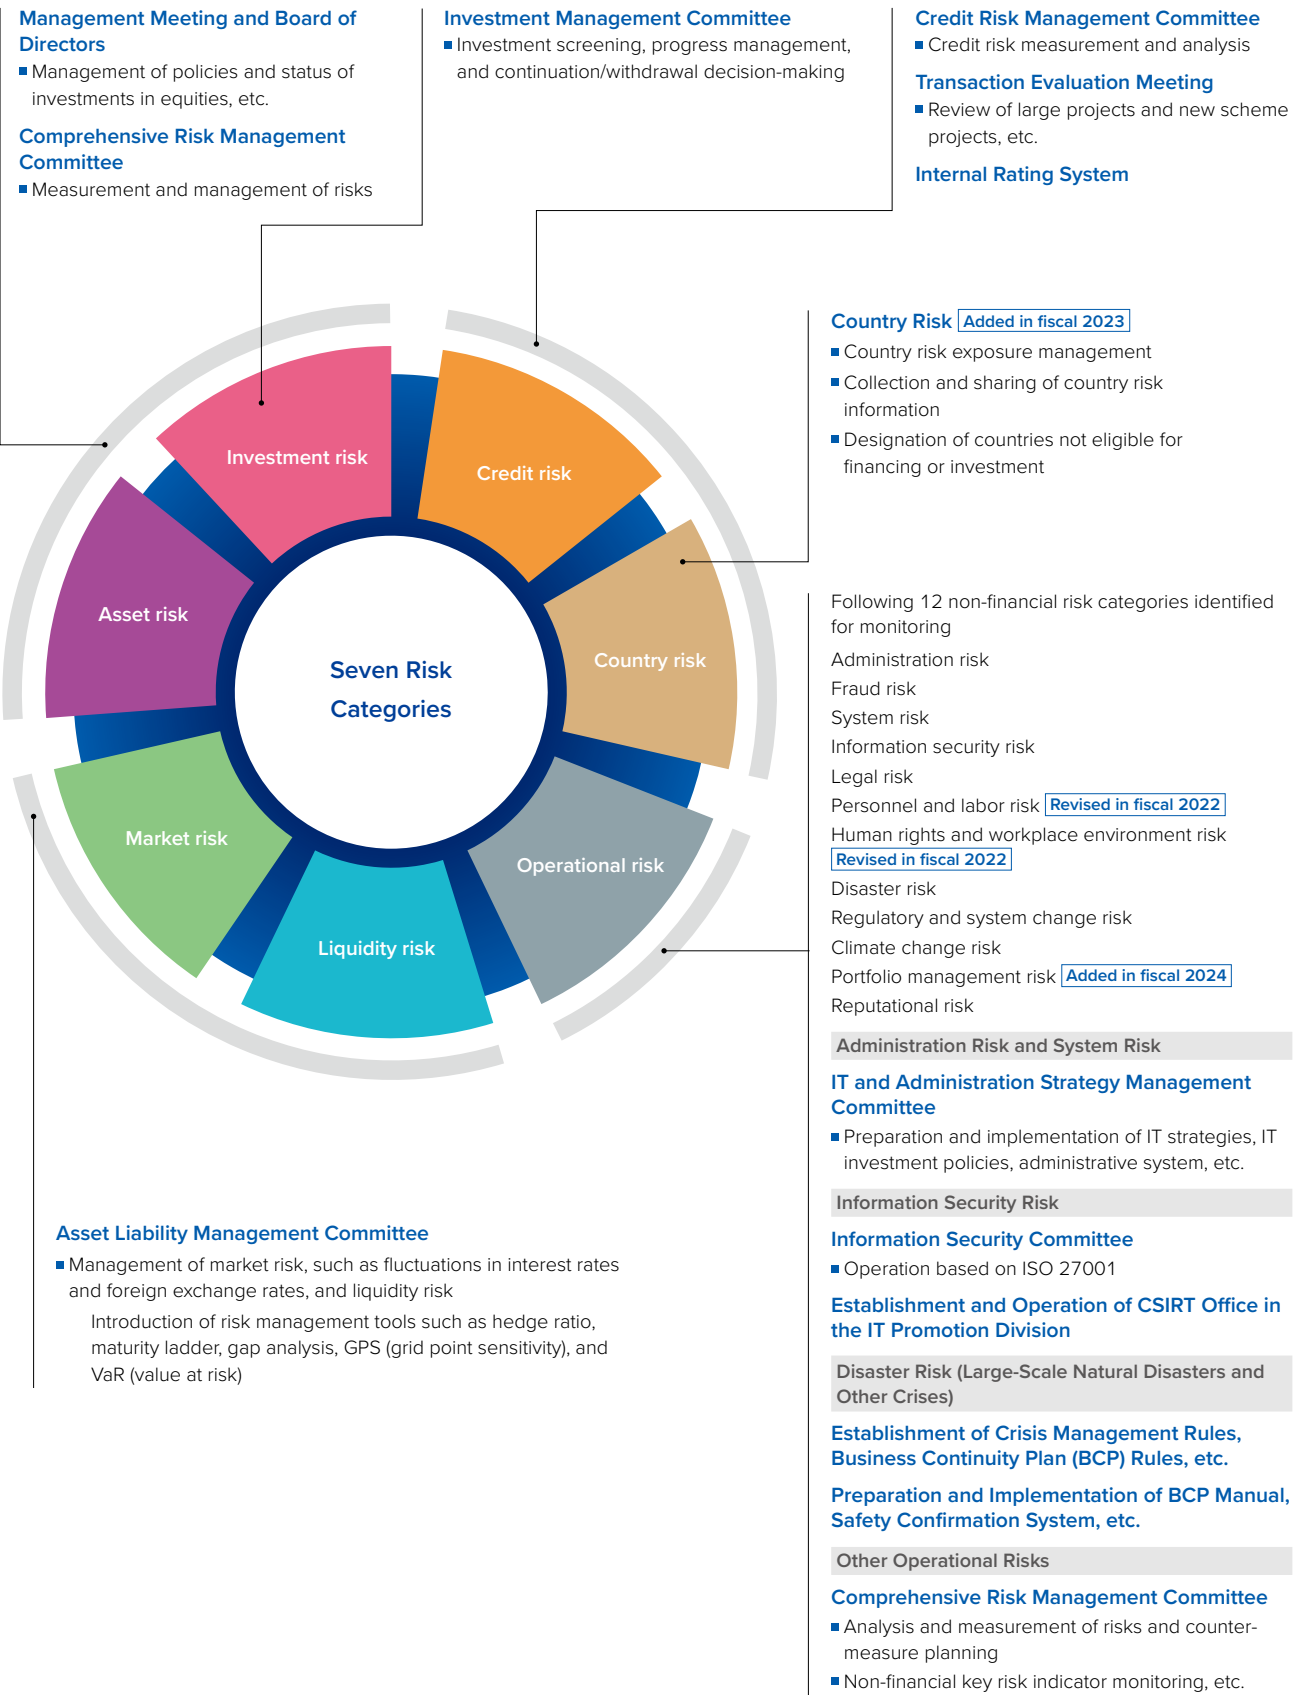 Management Meeting and Board of
Directors
Management of policies and status of
investments in equities, etc.
Comprehensive Risk Management
Committee
Measurement and management of risks
Investment Management Committee
Investment screening, progress management,
and continuation/withdrawal decision-making
Credit Risk Management Committee
Credit risk measurement and analysis
Transaction Evaluation Meeting
Review of large projects and new scheme
projects, etc.
Internal Rating System
Investment risk
Credit risk
Asset risk
Country risk
Seven Risk
Categories
Market risk
Operational risk
Liquidity risk
Country Risk Added in fiscal 2023
Country risk exposure management
Collection and sharing of country risk
information
Designation of countries not eligible for
financing or investment
Following 12 non-financial risk categories identified
for monitoring
Administration risk
Fraud risk
System risk
Information security risk
Legal risk
Personnel and labor risk Revised in fiscal 2022
Human rights and workplace environment risk
Revised in fiscal 2022
Disaster risk
Regulatory and system change risk
Climate change risk
Portfolio management risk Added in fiscal 2024
Reputational risk
Administration Risk and System Risk
IT and Administration Strategy Management
Committee
Preparation and implementation of IT strategies, IT
investment policies, administrative system, etc.
Information Security Risk
Information Security Committee
Operation based on ISO 27001
Establishment and Operation of CSIRT Office in
the IT Promotion Division
Disaster Risk (Large-Scale Natural Disasters and
Other Crises)
Establishment of Crisis Management Rules,
Business Continuity Plan (BCP) Rules, etc.
Preparation and Implementation of BCP Manual,
Safety Confirmation System, etc.
Other Operational Risks
Comprehensive Risk Management Committee
Analysis and measurement of risks and counter-
measure planning
Non-financial key risk indicator monitoring, etc.
Asset Liability Management Committee
Management of market risk, such as fluctuations in interest rates
and foreign exchange rates, and liquidity risk
Introduction of risk management tools such as hedge ratio,
maturity ladder, gap analysis, GPS (grid point sensitivity), and
VaR (value at risk)